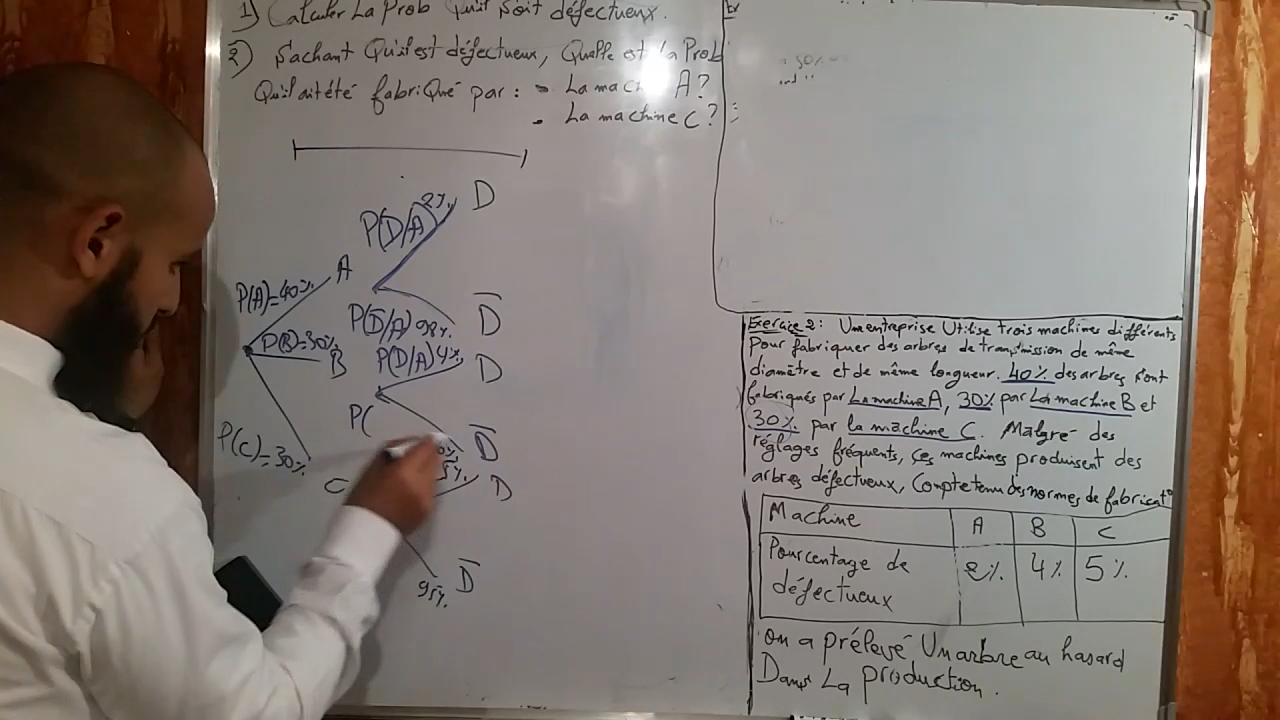 1) Calculer La Prob qu'il soit défectueux.
2) Sachant Qu'il est défectueux, Quelle est la Prob
Qu'il ait été fabriqué par : - La mach A?
- La machine C?
P(A)=40%
A
P(B)=30%
B
P(C)=30%
C
P(D/A) 2%
D
P(D̅/A) 98%
D̅
P(D/A) 4%
D
P(
D̅
5%
D
95%
D̅
Exercice 2: Une entreprise Utilise trois machines différents
Pour fabriquer des arbres de transmission de même
diamètre et de même longueur. 40% des arbres sont
fabriqués par La machine A, 30% par La machine B et
30% par la machine C. Malgré des
réglages fréquents, ces machines produisent des
arbres défectueux, Compte tenu des normes de fabricat°
Machine A B C
Pourcentage de défectueux 2% 4% 5%
on a prélevé Un arbre au hasard
Dans La production.